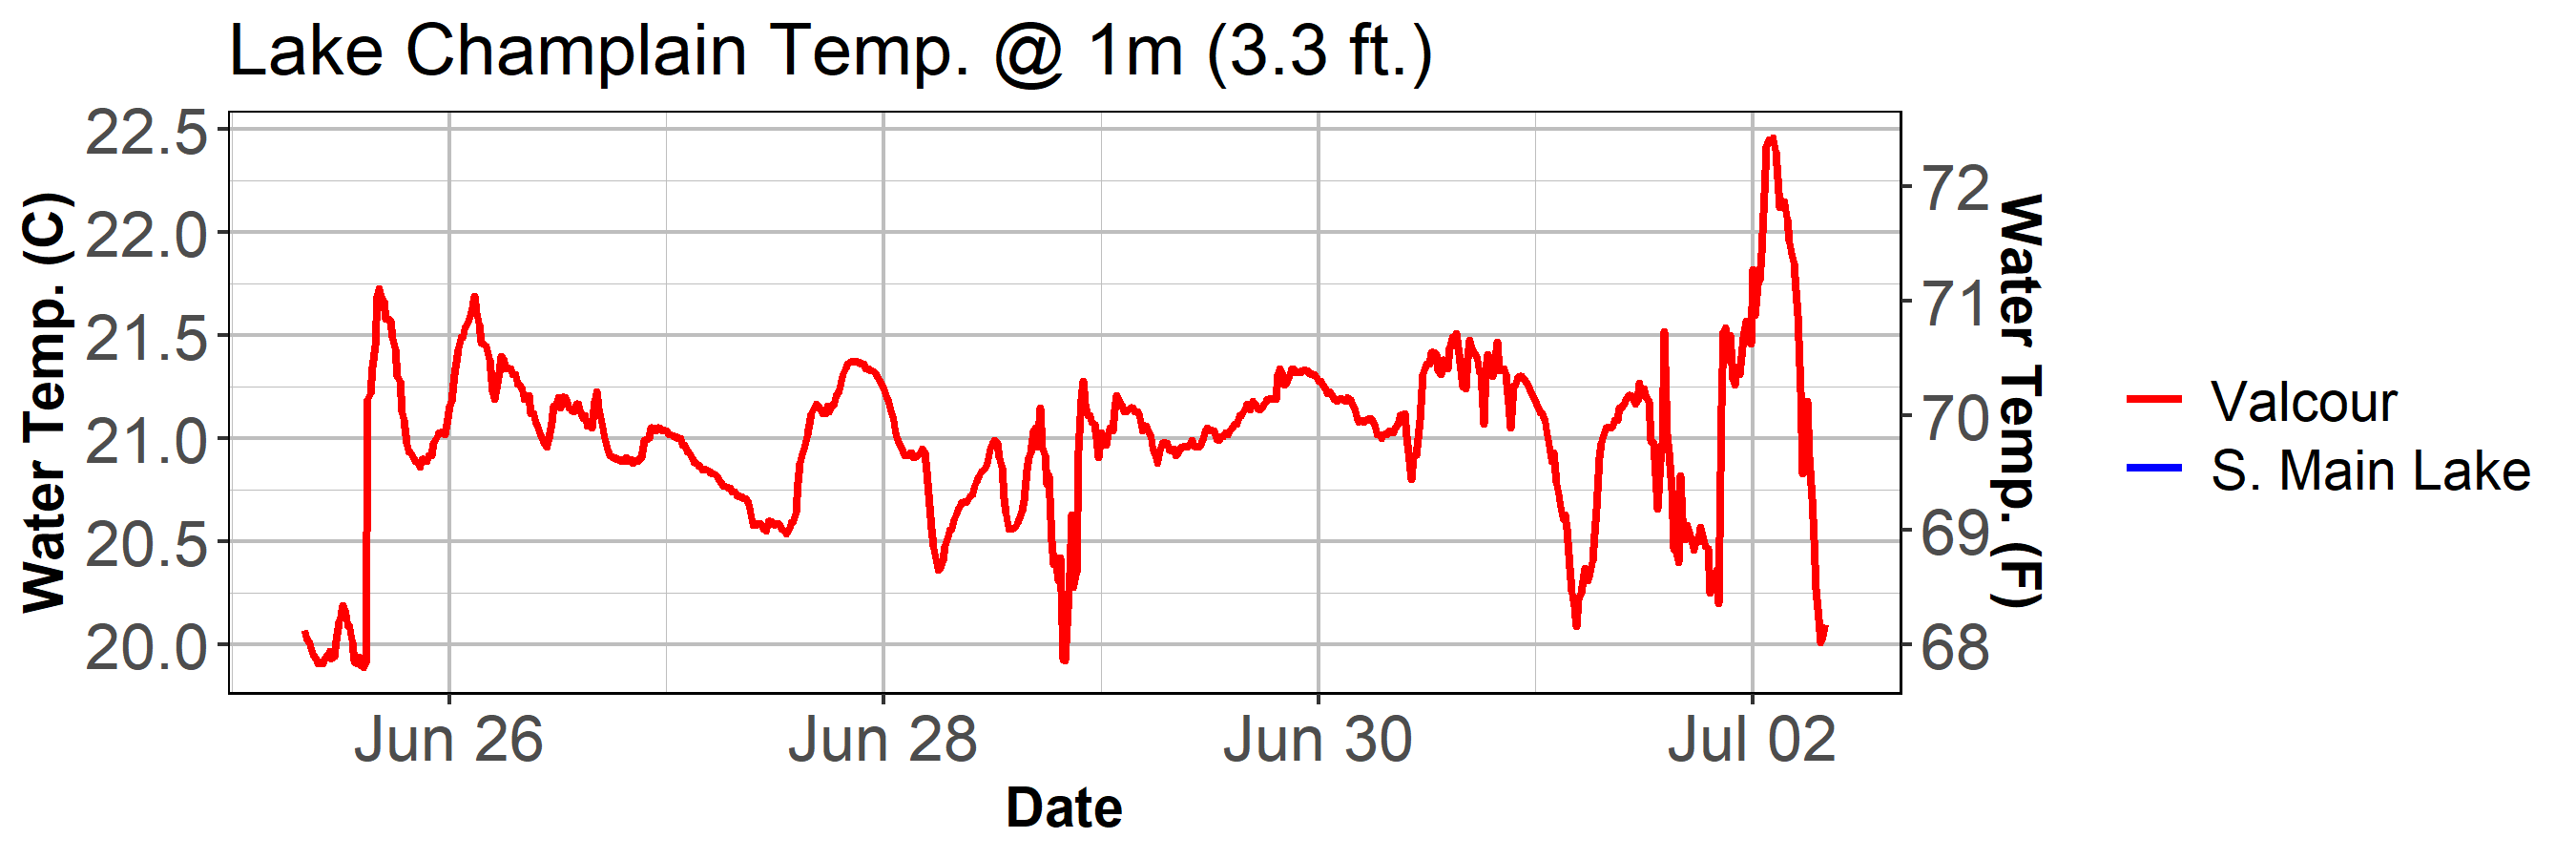 Lake Champlain Temp. @ 1m (3.3 ft.)
Water Temp. (C)
22.5
22.0
21.5
21.0
20.5
20.0
72
71
70
69
68
Water Temp. (F)
Jun 26
Jun 28
Jun 30
Jul 02
Date
Valcour
S. Main Lake